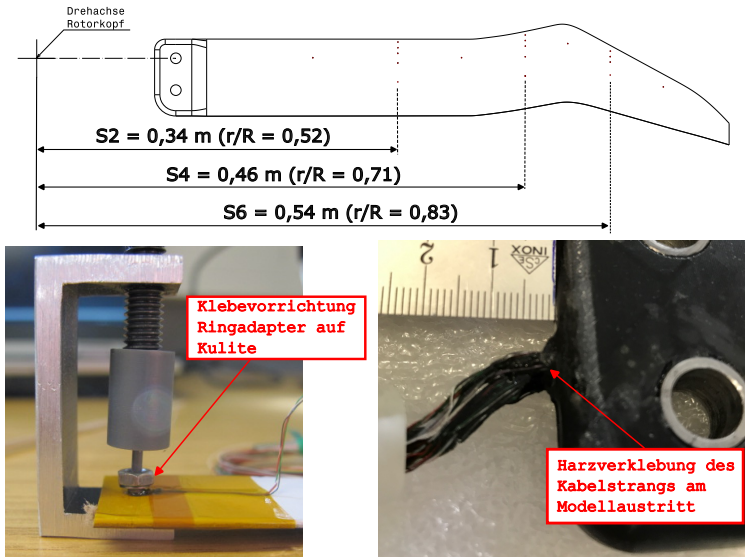 Drehachse
Rotorkopf
S2 = 0,34 m (r/R = 0,52)
S4 = 0,46 m (r/R = 0,71)
S6 = 0,54 m (r/R = 0,83)
Klebevorrichtung
Ringadapter auf
Kulite
2
1
INOX
ESE
Harzverklebung des
Kabelstrangs am
Modellaustritt